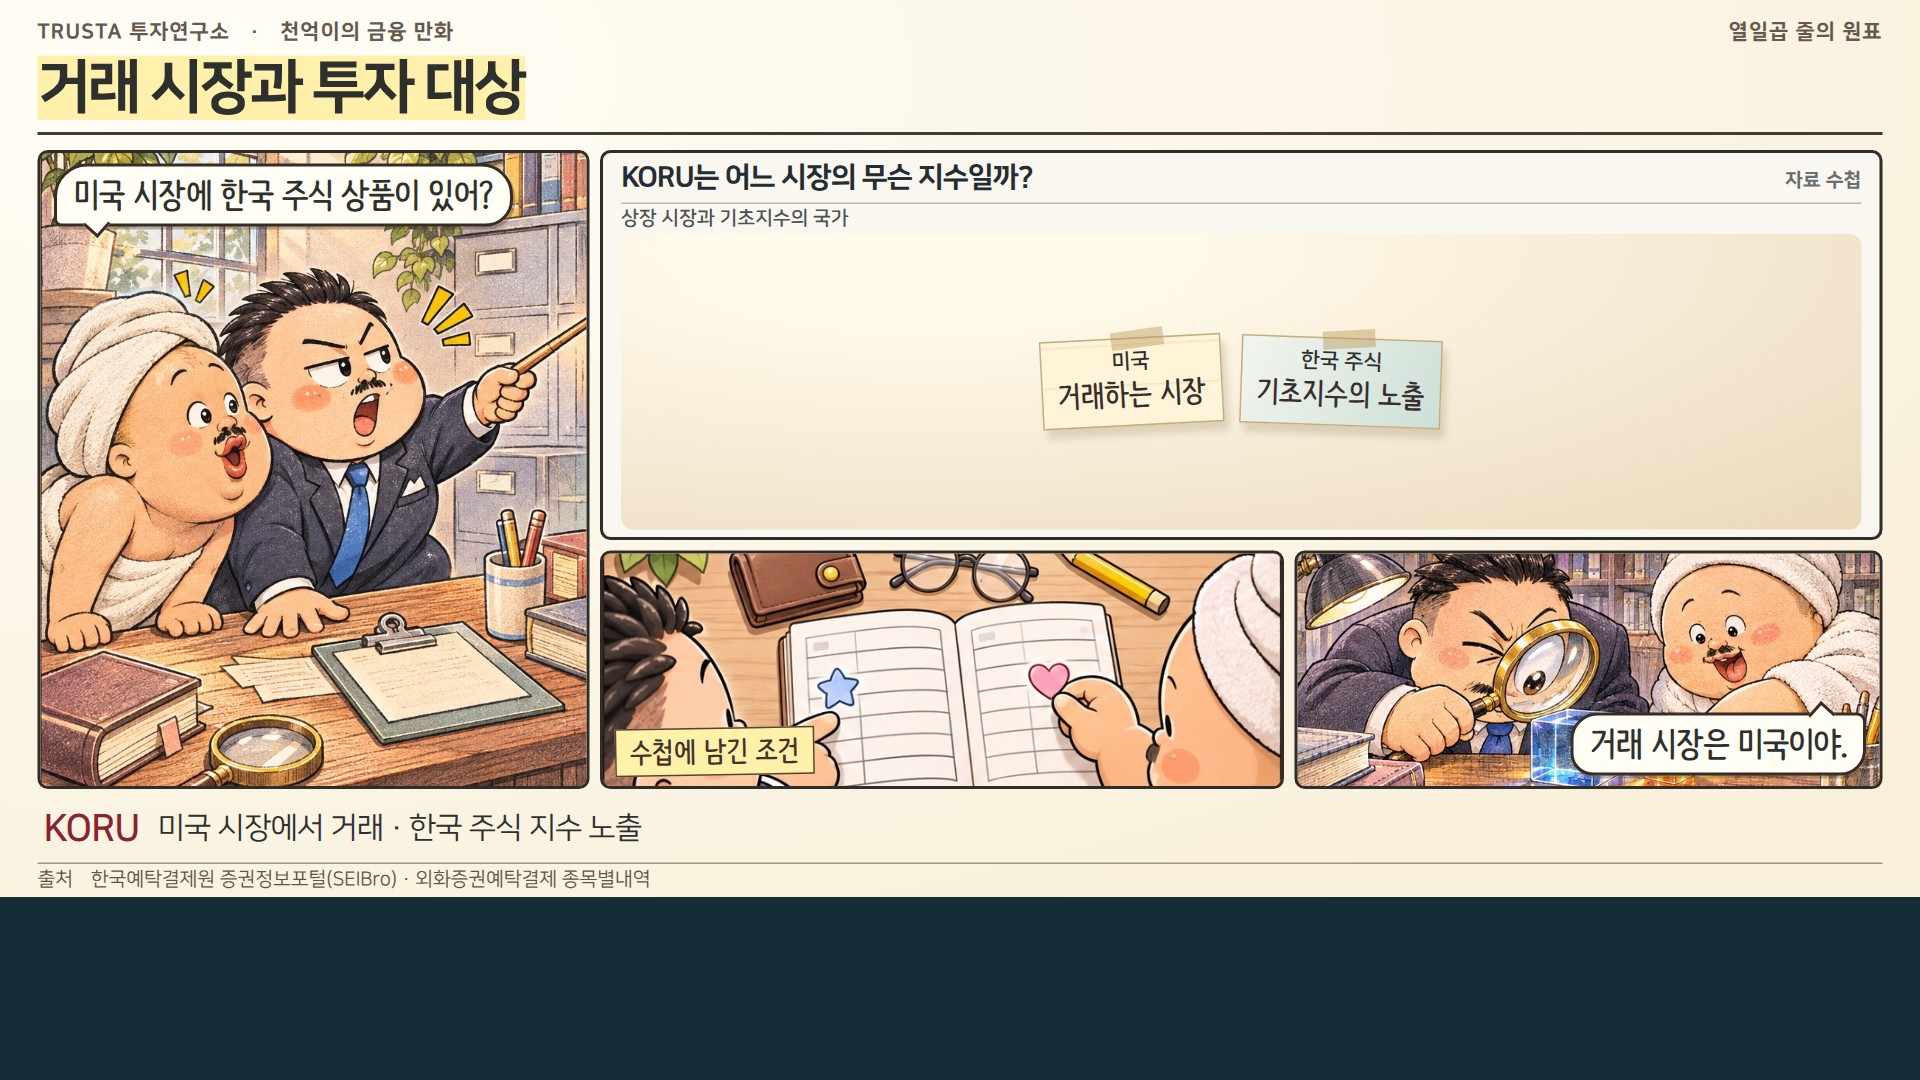 TRUSTA 투자연구소 · 천억이의 금융 만화
열일곱 줄의 원표
거래 시장과 투자 대상
미국 시장에 한국 주식 상품이 있어?
KORU는 어느 시장의 무슨 지수일까?
자료 수첩
상장 시장과 기초지수의 국가
미국
거래하는 시장
한국 주식
기초지수의 노출
수첩에 남긴 조건
거래 시장은 미국이야.
KORU 미국 시장에서 거래 · 한국 주식 지수 노출
출처 한국예탁결제원 증권정보포털(SEIBro) · 외화증권예탁결제 종목별내역